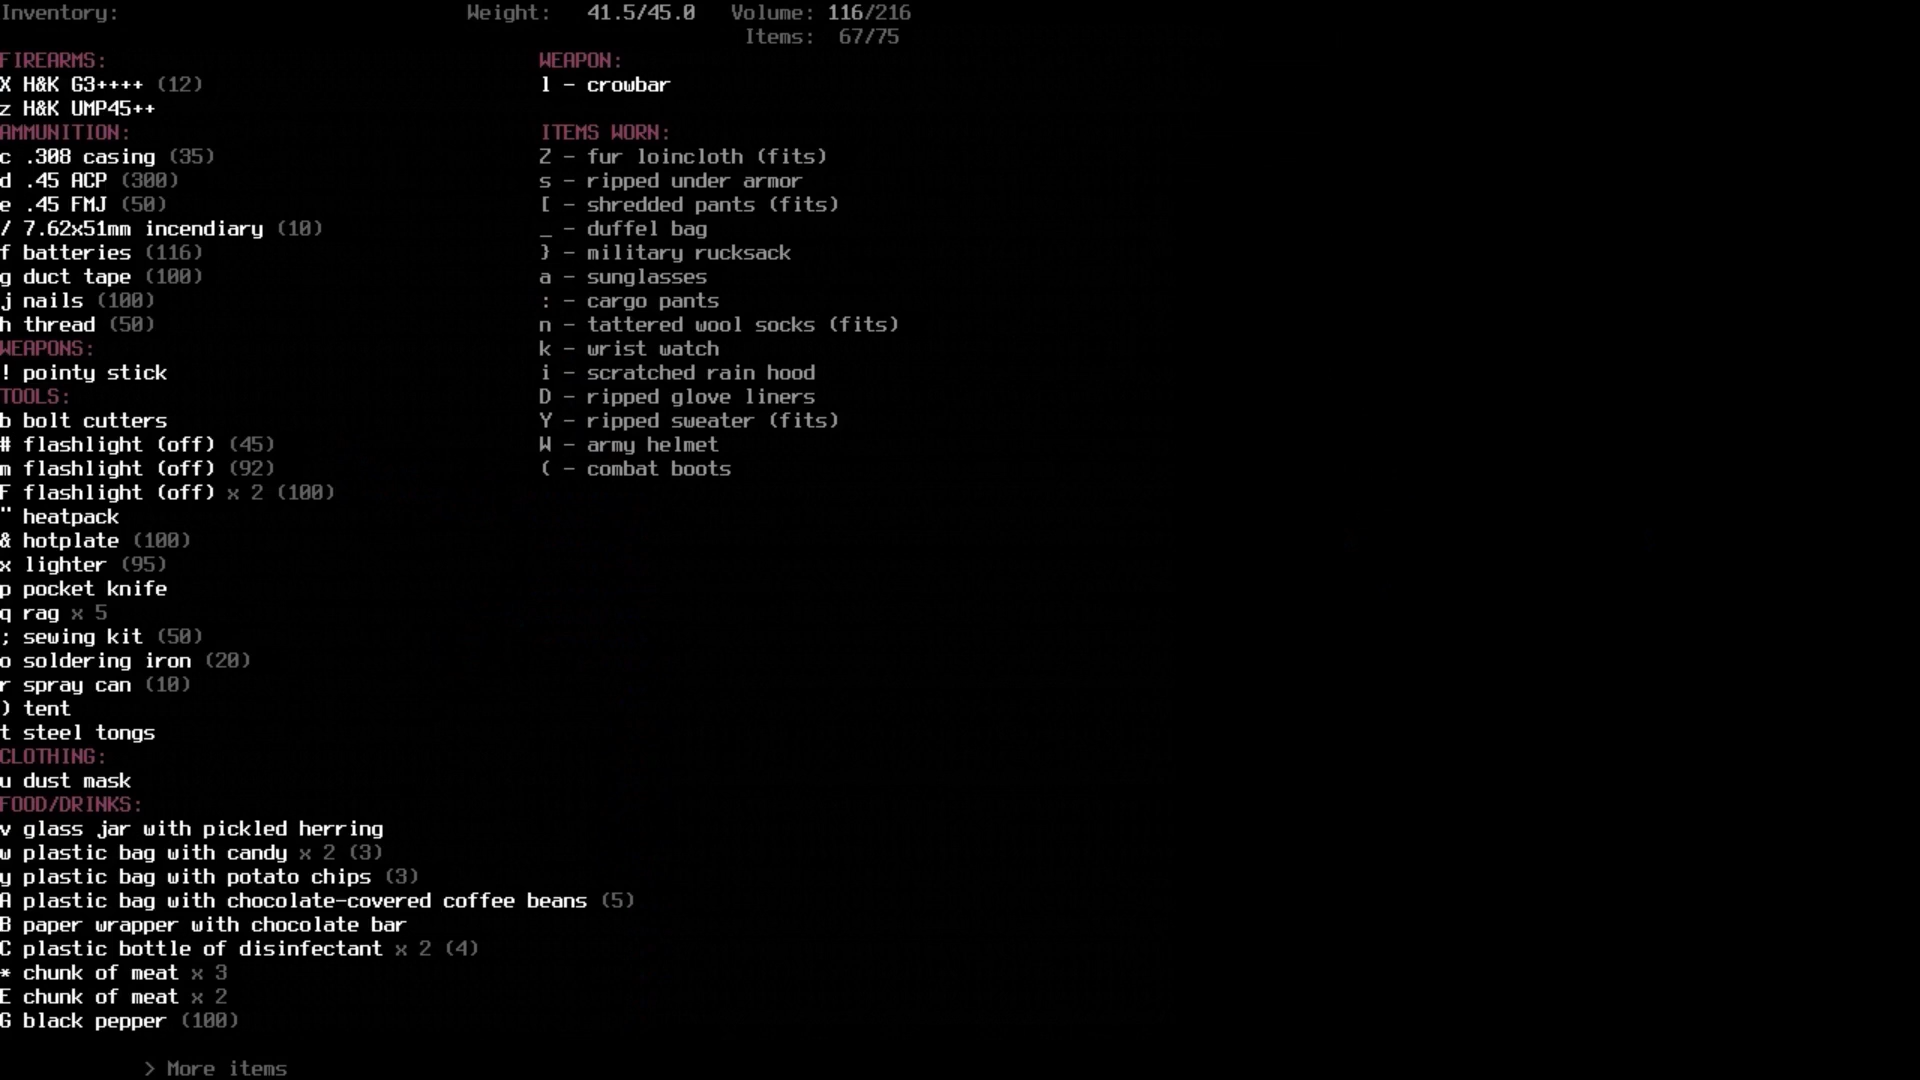 Inventory: Weight: 41.5/45.0 Volume: 116/216
Items: 67/75
FIREARMS:
X H&K G3++++ (12)
z H&K UMP45++
AMMUNITION:
c .308 casing (35)
d .45 ACP (300)
e .45 FMJ (50)
/ 7.62x51mm incendiary (10)
f batteries (116)
g duct tape (100)
j nails (100)
h thread (50)
WEAPONS:
! pointy stick
TOOLS:
b bolt cutters
# flashlight (off) (45)
m flashlight (off) (92)
F flashlight (off) x 2 (100)
" heatpack
& hotplate (100)
x lighter (95)
p pocket knife
q rag x 5
; sewing kit (50)
o soldering iron (20)
r spray can (10)
) tent
t steel tongs
CLOTHING:
u dust mask
FOOD/DRINKS:
v glass jar with pickled herring
w plastic bag with candy x 2 (3)
y plastic bag with potato chips (3)
A plastic bag with chocolate-covered coffee beans (5)
B paper wrapper with chocolate bar
C plastic bottle of disinfectant x 2 (4)
* chunk of meat x 3
E chunk of meat x 2
G black pepper (100)
> More items
WEAPON:
l - crowbar
ITEMS WORN:
Z - fur loincloth (fits)
s - ripped under armor
[ - shredded pants (fits)
_ - duffel bag
} - military rucksack
a - sunglasses
: - cargo pants
n - tattered wool socks (fits)
k - wrist watch
i - scratched rain hood
D - ripped glove liners
Y - ripped sweater (fits)
W - army helmet
( - combat boots